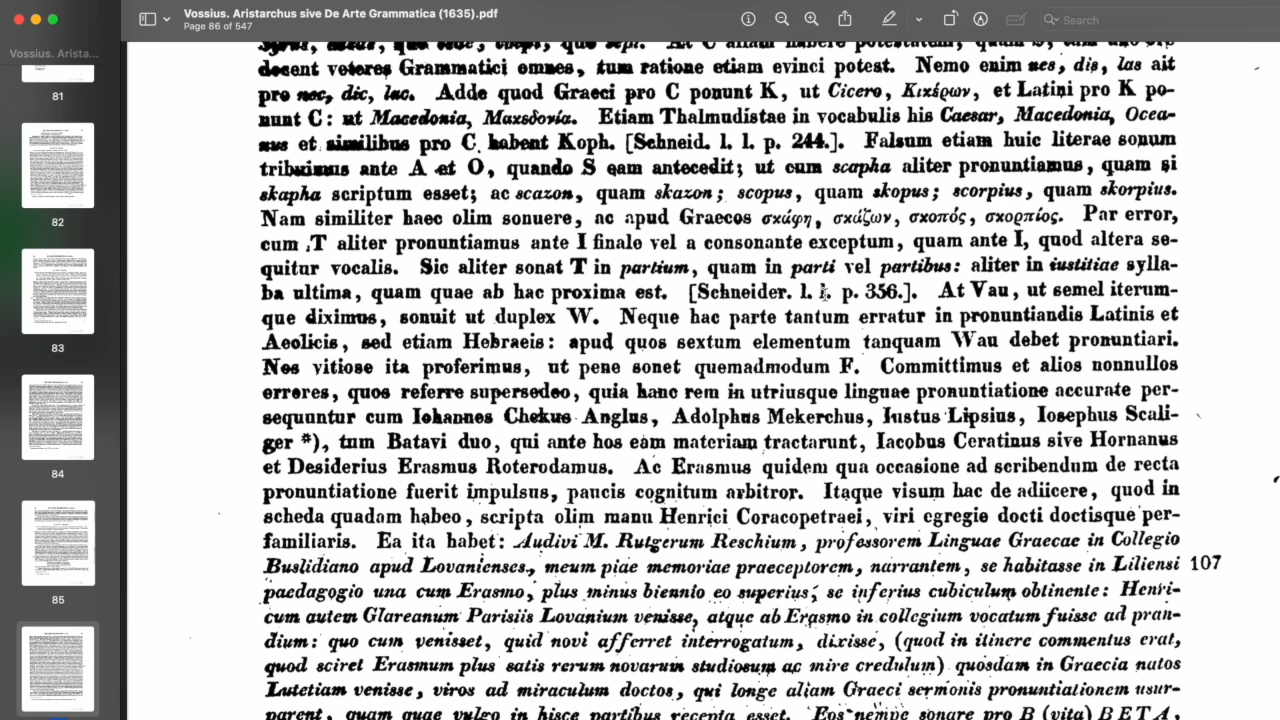 Vossius. Aristarchus sive De Arte Grammatica (1635).pdf
Page 86 of 547
Search
Vossius. Arista...
81
82
83
84
85
decent veteres Grammatici omnes, tum ratione etiam evinci potest. Nemo enim nes, dis, las ait
pro nec, dic, lac. Adde quod Graeci pro C ponunt K, ut Cicero, Κικέρων, et Latini pro K po-
nunt C: ut Macedonia, Μακεδονία. Etiam Thalmudistae in vocabulis his Caesar, Macedonia, Ocea-
nus et similibus pro C habent Koph. [Schneid. l. l. p. 244.]. Falsum etiam huic literae sonum
tribuimus ante A et O, quando S eam antecedit; ut cum scapha aliter pronuntiamus, quam si
skapha scriptum esset; ac scazon, quam skazon; scopus, quam skopus; scorpius, quam skorpius.
Nam similiter haec olim sonuere, ac apud Graecos σκάφη, σκάζων, σκοπός, σκορπίος. Par error,
cum T aliter pronuntiamus ante I finale vel a consonante exceptum, quam ante I, quod altera se-
quitur vocalis. Sic aliter sonat T in partium, quam in parti vel partibus: aliter in iustitiae sylla-
ba ultima, quam quae ab hac proxima est. [Schneider. l. l. p. 356.]. At Vau, ut semel iterum-
que diximus, sonuit ut duplex W. Neque hac parte tantum erratur in pronuntiandis Latinis et
Aeolicis, sed etiam Hebraeis: apud quos sextum elementum tanquam Wau debet pronuntiari.
Nos vitiose ita proferimus, ut pene sonet quemadmodum F. Committimus et alios nonnullos
errores, quos referre supersedeo, quia hanc rem in utriusque linguae pronuntiatione accurate per-
sequuntur cum Iohannes Chekus Anglus, Adolphus Mekerchus, Iustus Lipsius, Iosephus Scali-
ger *), tum Batavi duo, qui ante hos eam materiam tractarunt, Iacobus Ceratinus sive Hornanus
et Desiderius Erasmus Roterodamus. Ac Erasmus quidem qua occasione ad scribendum de recta
pronuntiatione fuerit impulsus, paucis cognitum arbitror. Itaque visum hac de adiicere, quod in
scheda quadam habeo, scripta olim manu Henrici Coracopetraei, viri egregie docti doctisque per-
familiaris. Ea ita habet: Audivi M. Rutgerum Reschium, professorem Linguae Graecae in Collegio
Buslidiano apud Lovanienses, meum piae memoriae praeceptorem, narrantem, se habitasse in Liliensi 107
paedagogio una cum Erasmo, plus minus biennio eo superius, se inferius cubiculum obtinente: Henri-
cum autem Glareanum Parisiis Lovanium venisse, atque ab Erasmo in collegium vocatum fuisse ad pran-
dium: quo cum venisset, quid novi afferret interrogatum, dixisse, (quod in itinere commentus erat,
quod sciret Erasmum plus satis rerum novarum studiosum ac mire credulum) quosdam in Graecia natos
Lutetiam venisse, viros ad miraculum doctos, qui longe aliam Graeci sermonis pronuntiationem usur-
parent, quam quae vulgo in hisce partibus recepta esset. Eos nempe sonare pro B (vita) BETA,